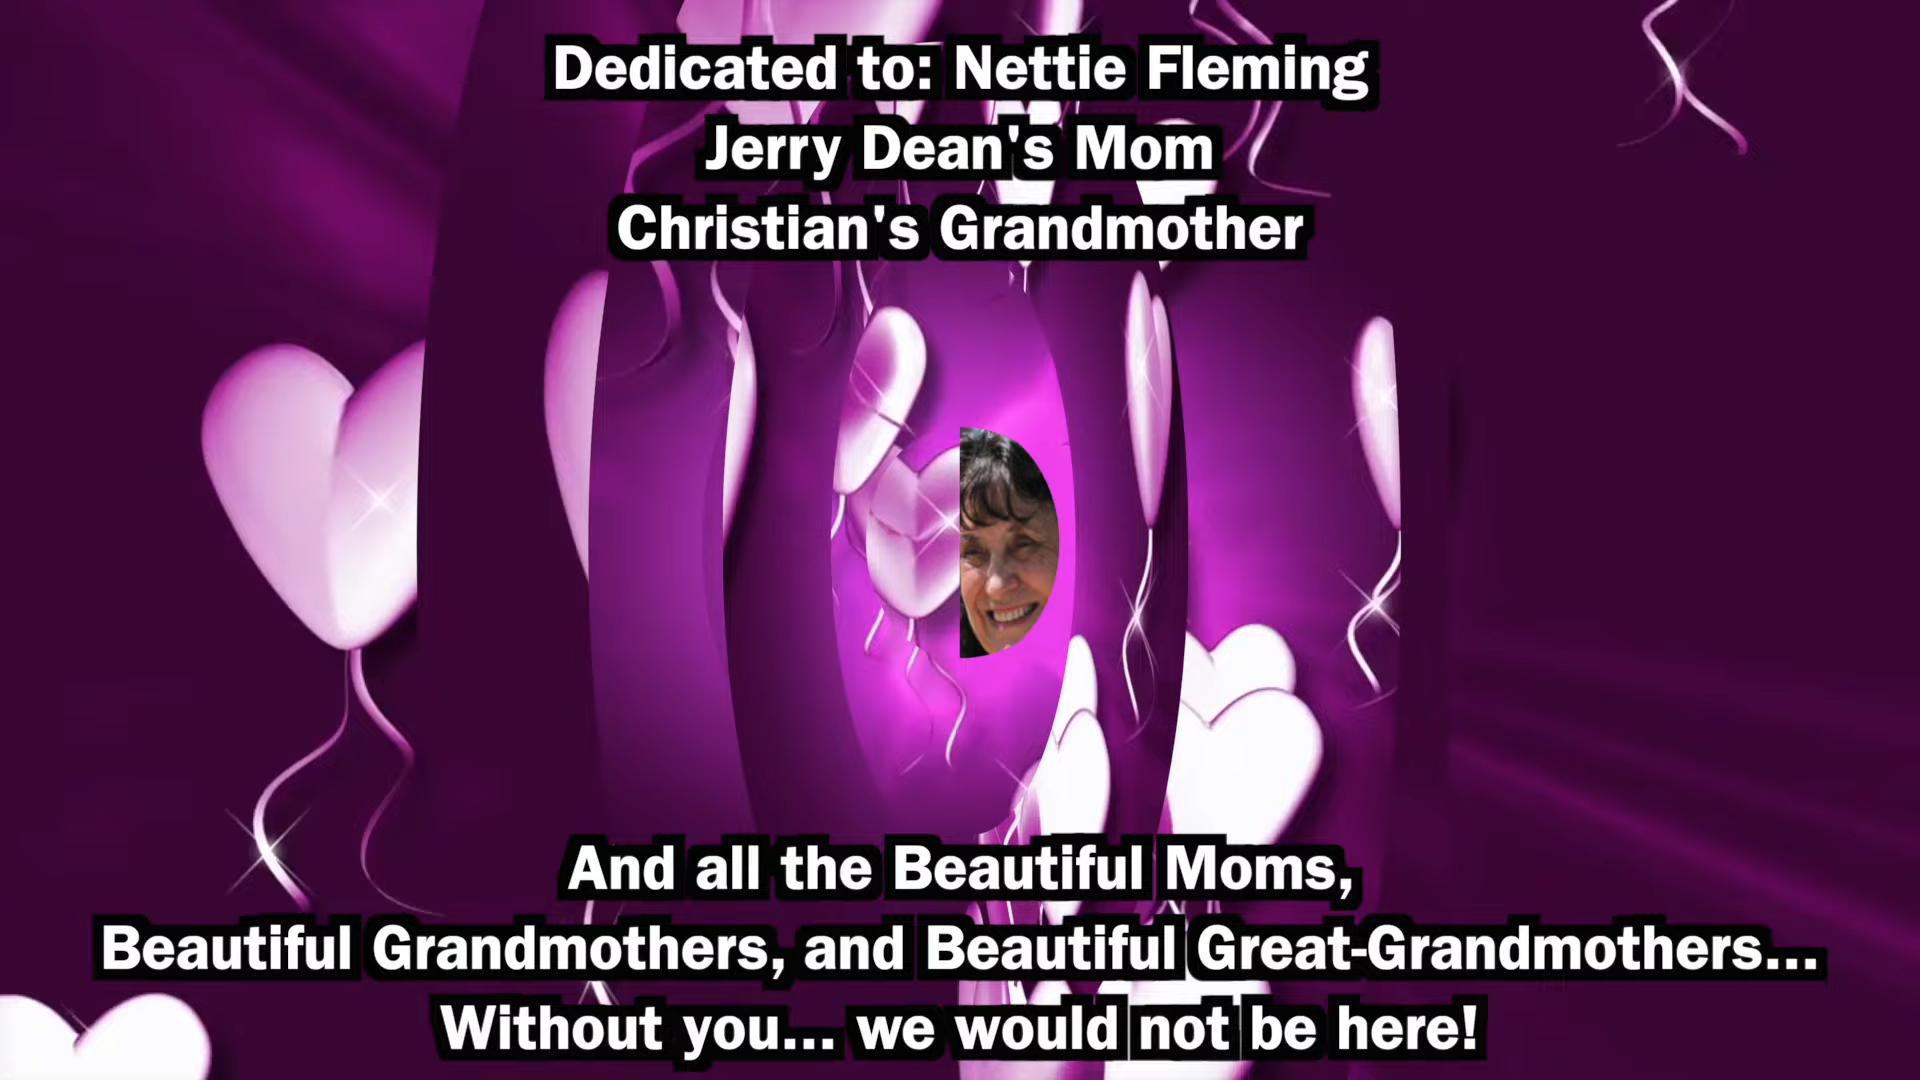 Dedicated to: Nettie Fleming
Jerry Dean's Mom
Christian's Grandmother
And all the Beautiful Moms,
Beautiful Grandmothers, and Beautiful Great-Grandmothers...
Without you... we would not be here!